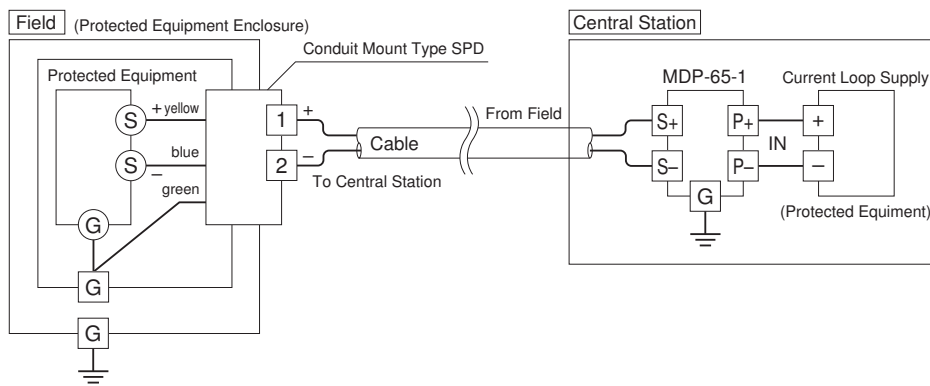 Field (Protected Equipment Enclosure)
Central Station
Conduit Mount Type SPD
Protected Equipment
MDP-65-1
Current Loop Supply
S
+ yellow
1
+
From Field
S+
P+
+
Cable
IN
S
–
blue
2
–
S–
P–
–
To Central Station
green
G
G
(Protected Equiment)
G
G